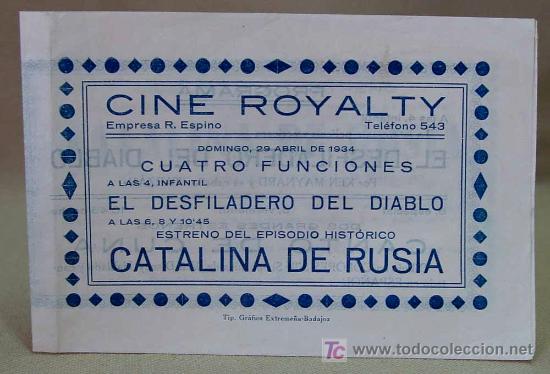 CINE ROYALTY
Empresa R. Espino Teléfono 543
DOMINGO, 29 ABRIL DE 1934
CUATRO FUNCIONES
A LAS 4, INFANTIL
EL DESFILADERO DEL DIABLO
A LAS 6, 8 Y 10'45
ESTRENO DEL EPISODIO HISTÓRICO
CATALINA DE RUSIA
Tip. Gráfica Extremeña-Badajoz
todocoleccion
www.todocoleccion.net